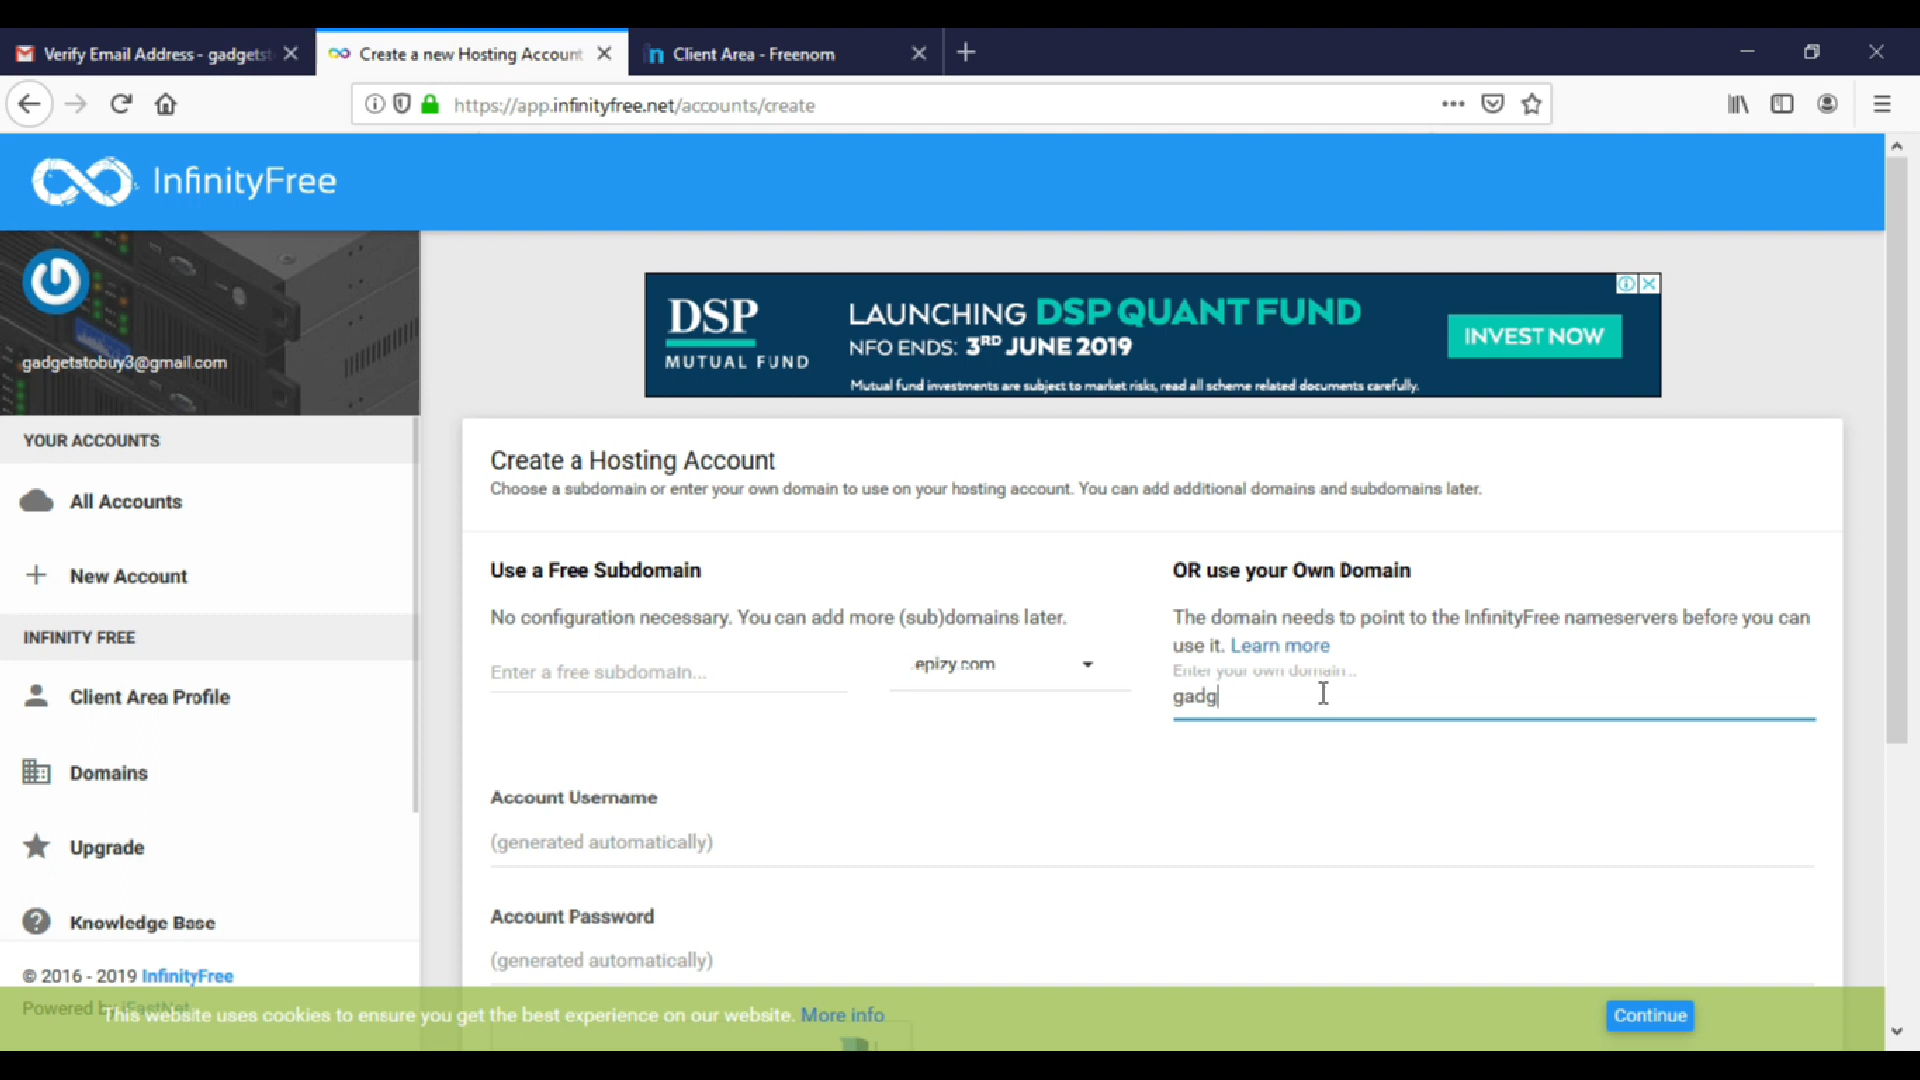 Verify Email Address - gadgetst
Create a new Hosting Account
Client Area - Freenom
https://app.infinityfree.net/accounts/create
InfinityFree
gadgetstobuy3@gmail.com
DSP
MUTUAL FUND
LAUNCHING DSP QUANT FUND
NFO ENDS: 3RD JUNE 2019
Mutual fund investments are subject to market risks, read all scheme related documents carefully.
INVEST NOW
YOUR ACCOUNTS
All Accounts
New Account
INFINITY FREE
Client Area Profile
Domains
Upgrade
Knowledge Base
© 2016 - 2019 InfinityFree
Powered by iFastNet
Create a Hosting Account
Choose a subdomain or enter your own domain to use on your hosting account. You can add additional domains and subdomains later.
Use a Free Subdomain
No configuration necessary. You can add more (sub)domains later.
Enter a free subdomain...
.epizy.com
OR use your Own Domain
The domain needs to point to the InfinityFree nameservers before you can
use it. Learn more
Enter your own domain...
gadg
Account Username
(generated automatically)
Account Password
(generated automatically)
This website uses cookies to ensure you get the best experience on our website. More info
Continue